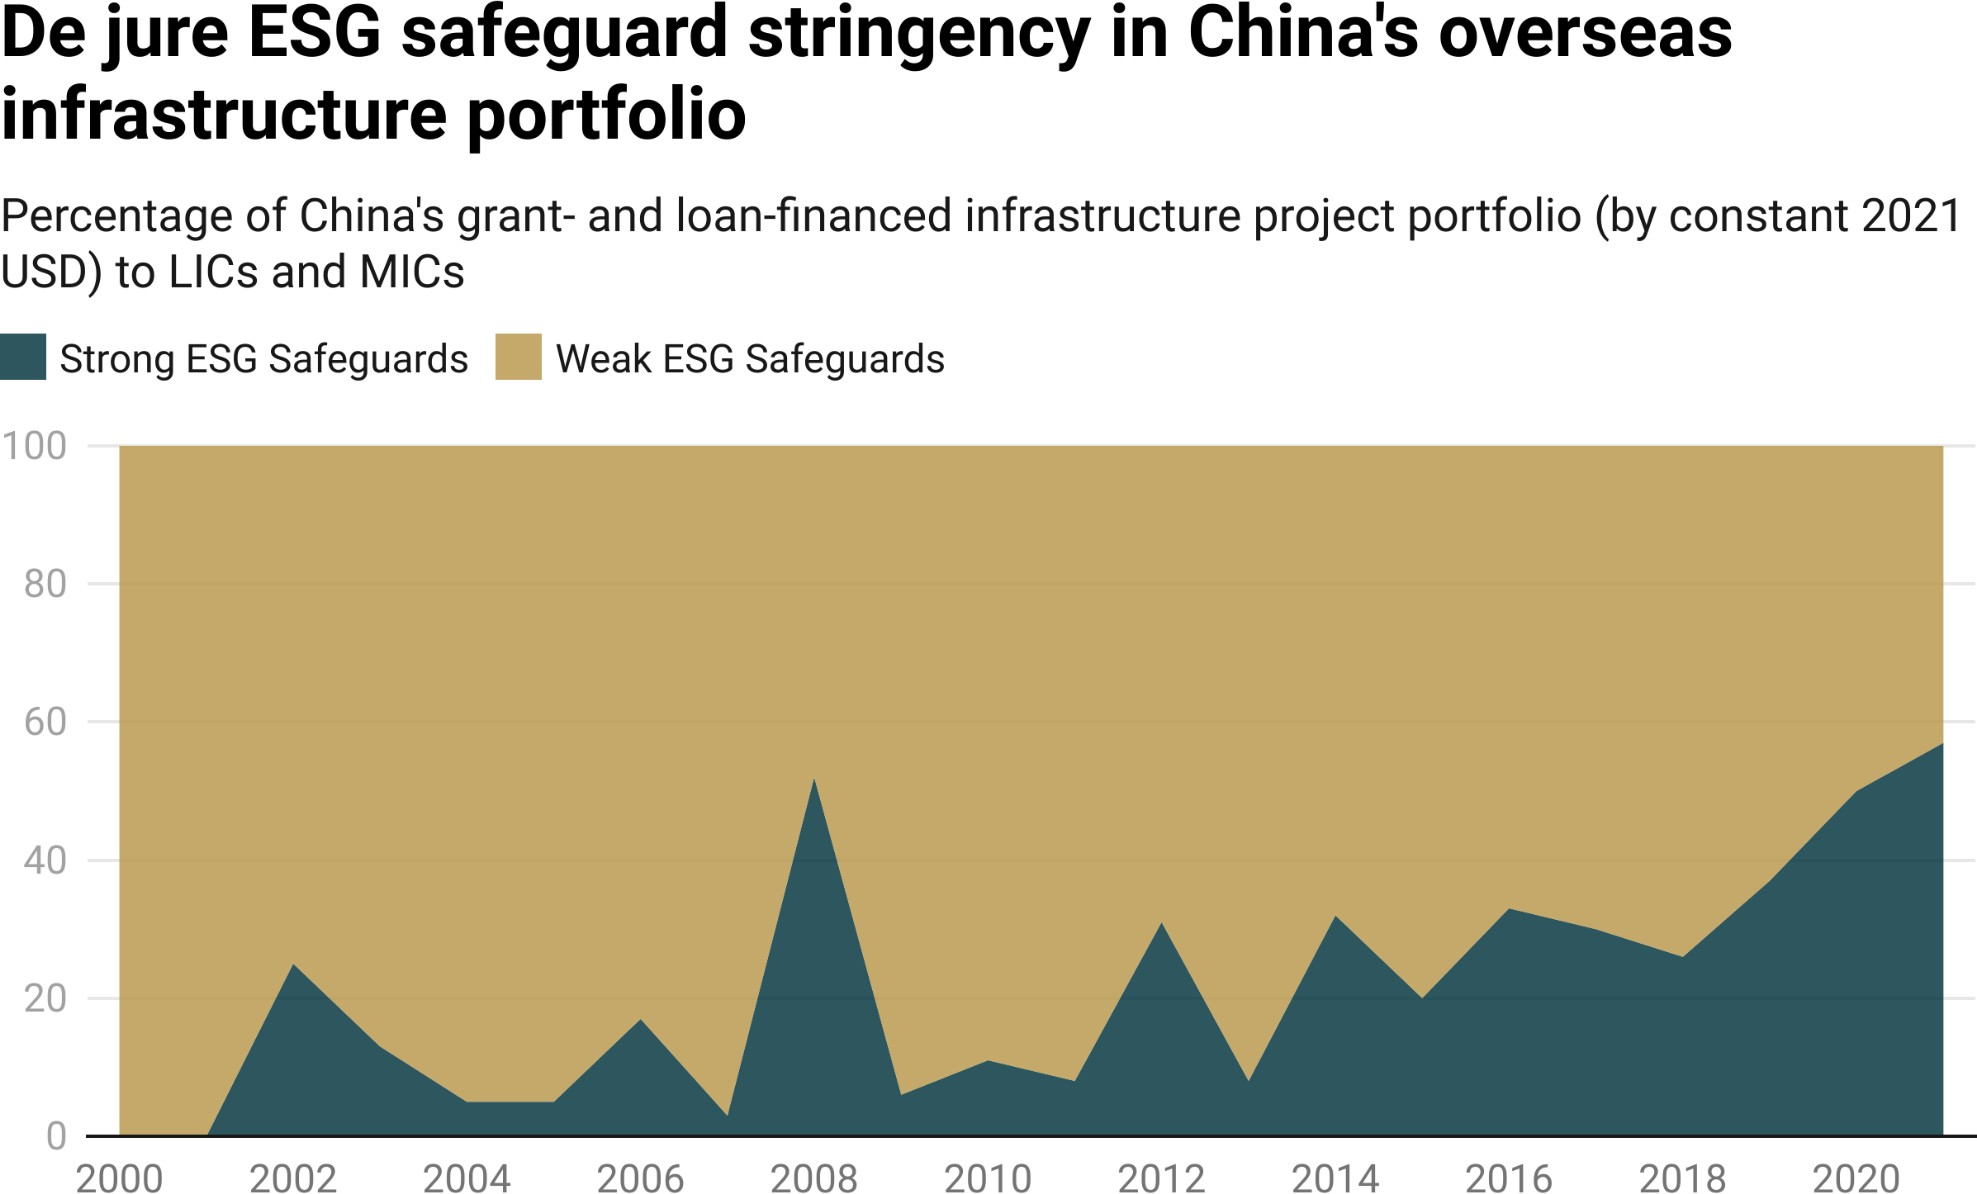 De jure ESG safeguard stringency in China's overseas
infrastructure portfolio
Percentage of China's grant- and loan-financed infrastructure project portfolio (by constant 2021
USD) to LICs and MICs
Strong ESG Safeguards Weak ESG Safeguards
100
80
60
40
20
0
2000 2002 2004 2006 2008 2010 2012 2014 2016 2018 2020